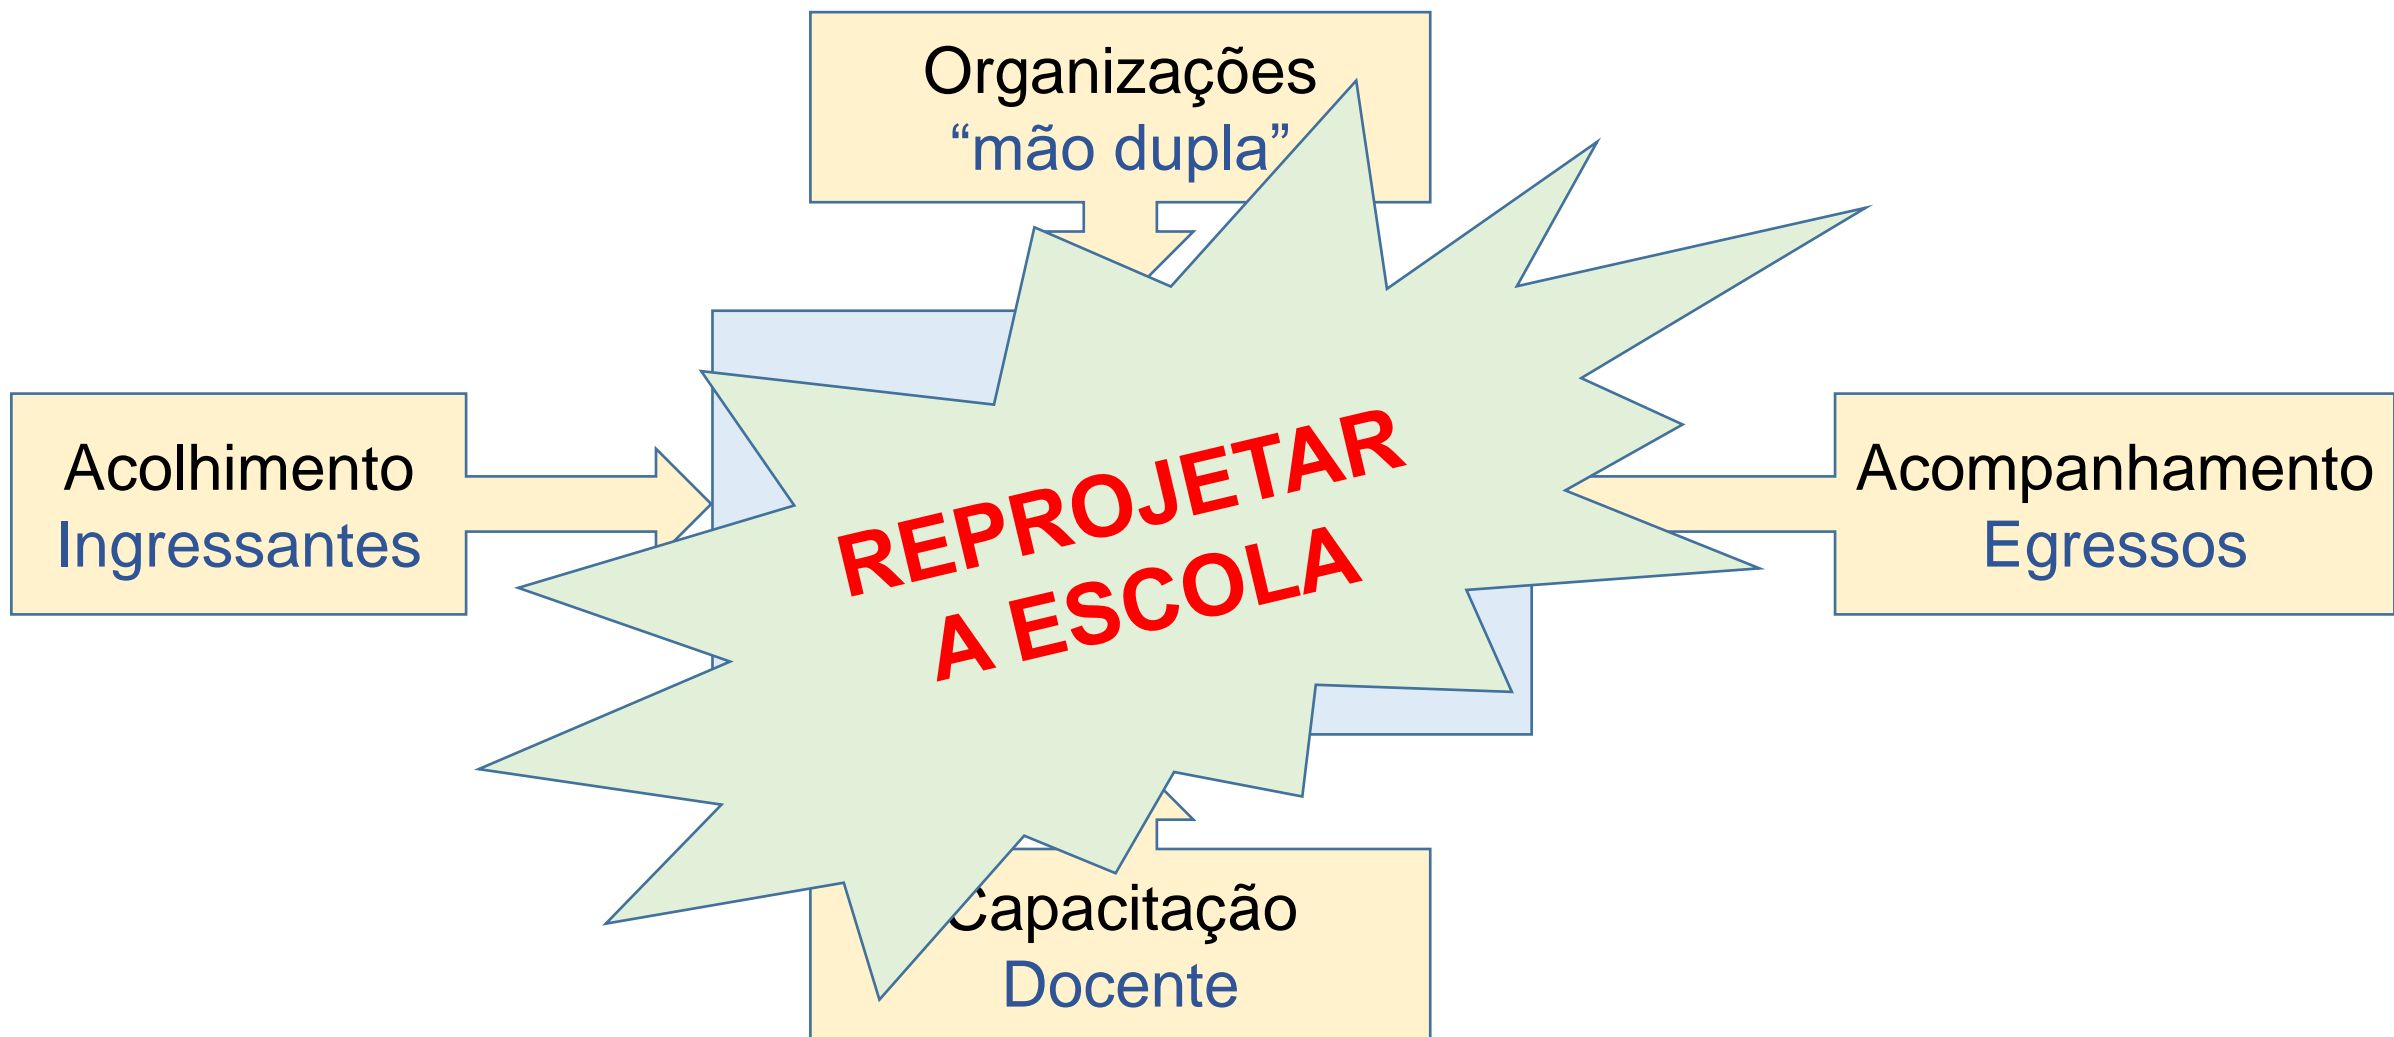 Organizações
“mão dupla”
Acolhimento
Ingressantes
REPROJETAR
A ESCOLA
Acompanhamento
Egressos
Capacitação
Docente